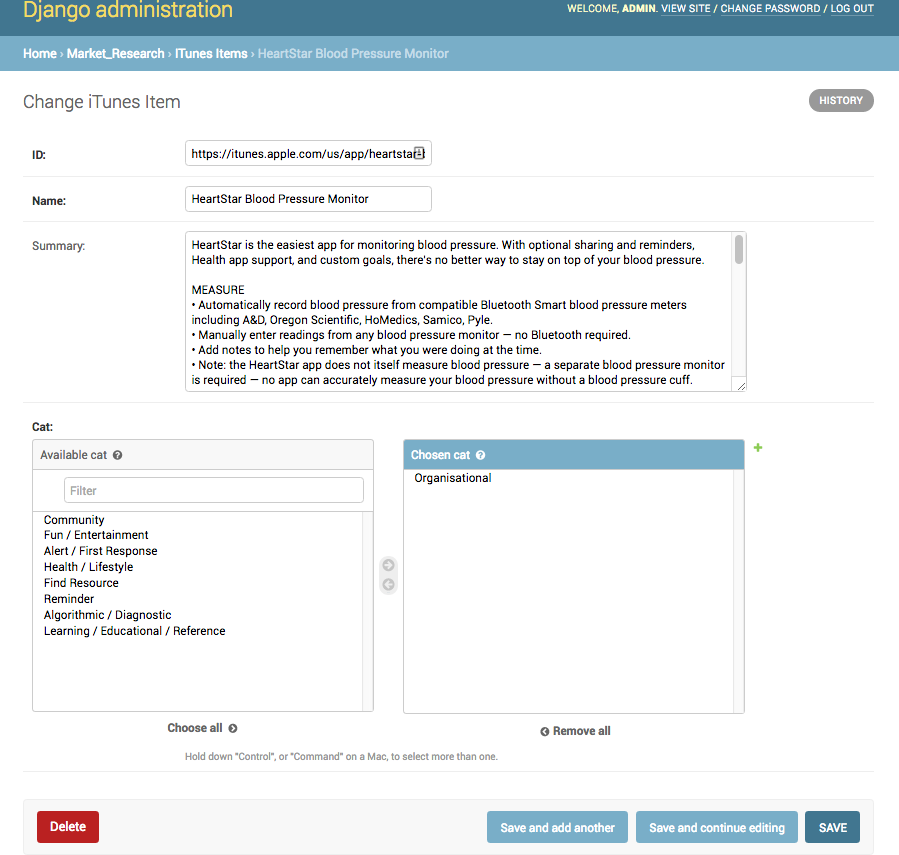 Django administration
WELCOME, ADMIN. VIEW SITE / CHANGE PASSWORD / LOG OUT
Home › Market_Research › ITunes Items › HeartStar Blood Pressure Monitor
Change iTunes Item
HISTORY
ID:
https://itunes.apple.com/us/app/heartstar
Name:
HeartStar Blood Pressure Monitor
Summary:
HeartStar is the easiest app for monitoring blood pressure. With optional sharing and reminders,
Health app support, and custom goals, there's no better way to stay on top of your blood pressure.
MEASURE
• Automatically record blood pressure from compatible Bluetooth Smart blood pressure meters
including A&D, Oregon Scientific, HoMedics, Samico, Pyle.
• Manually enter readings from any blood pressure monitor — no Bluetooth required.
• Add notes to help you remember what you were doing at the time.
• Note: the HeartStar app does not itself measure blood pressure — a separate blood pressure monitor
is required — no app can accurately measure your blood pressure without a blood pressure cuff.
Cat:
Available cat ?
Filter
Community
Fun / Entertainment
Alert / First Response
Health / Lifestyle
Find Resource
Reminder
Algorithmic / Diagnostic
Learning / Educational / Reference
Choose all
Chosen cat ?
Organisational
Remove all
Hold down "Control", or "Command" on a Mac, to select more than one.
Delete
Save and add another
Save and continue editing
SAVE